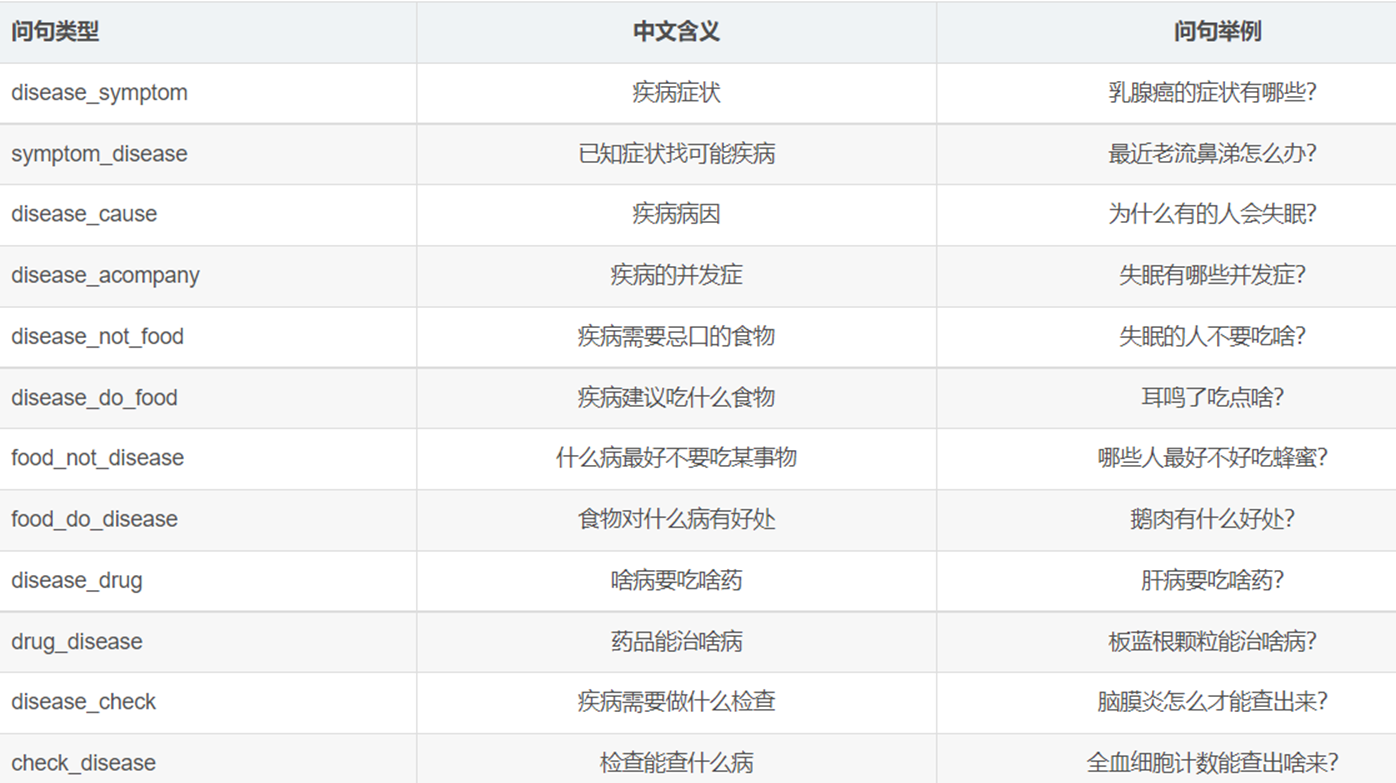 问句类型 中文含义 问句举例
disease_symptom 疾病症状 乳腺癌的症状有哪些?
symptom_disease 已知症状找可能疾病 最近老流鼻涕怎么办?
disease_cause 疾病病因 为什么有的人会失眠?
disease_acompany 疾病的并发症 失眠有哪些并发症?
disease_not_food 疾病需要忌口的食物 失眠的人不要吃啥?
disease_do_food 疾病建议吃什么食物 耳鸣了吃点啥?
food_not_disease 什么病最好不要吃某事物 哪些人最好不好吃蜂蜜?
food_do_disease 食物对什么病有好处 鹅肉有什么好处?
disease_drug 啥病要吃啥药 肝病要吃啥药?
drug_disease 药品能治啥病 板蓝根颗粒能治啥病?
disease_check 疾病需要做什么检查 脑膜炎怎么才能查出来?
check_disease 检查能查什么病 全血细胞计数能查出啥来?